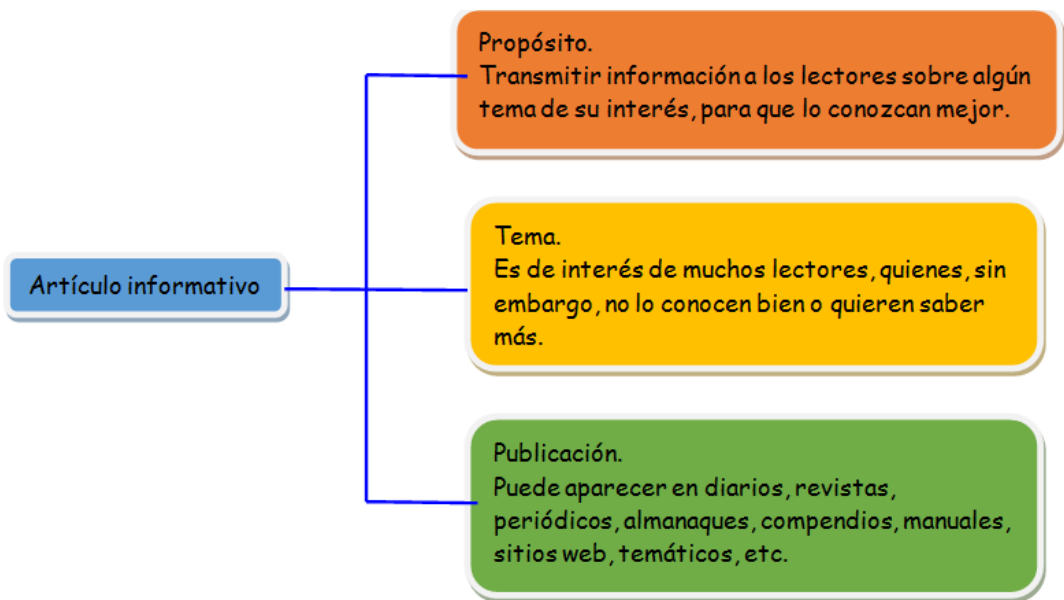 Propósito.
Transmitir información a los lectores sobre algún
tema de su interés, para que lo conozcan mejor.
Tema.
Es de interés de muchos lectores, quienes, sin
embargo, no lo conocen bien o quieren saber
más.
Artículo informativo
Publicación.
Puede aparecer en diarios, revistas,
periódicos, almanaques, compendios, manuales,
sitios web, temáticos, etc.